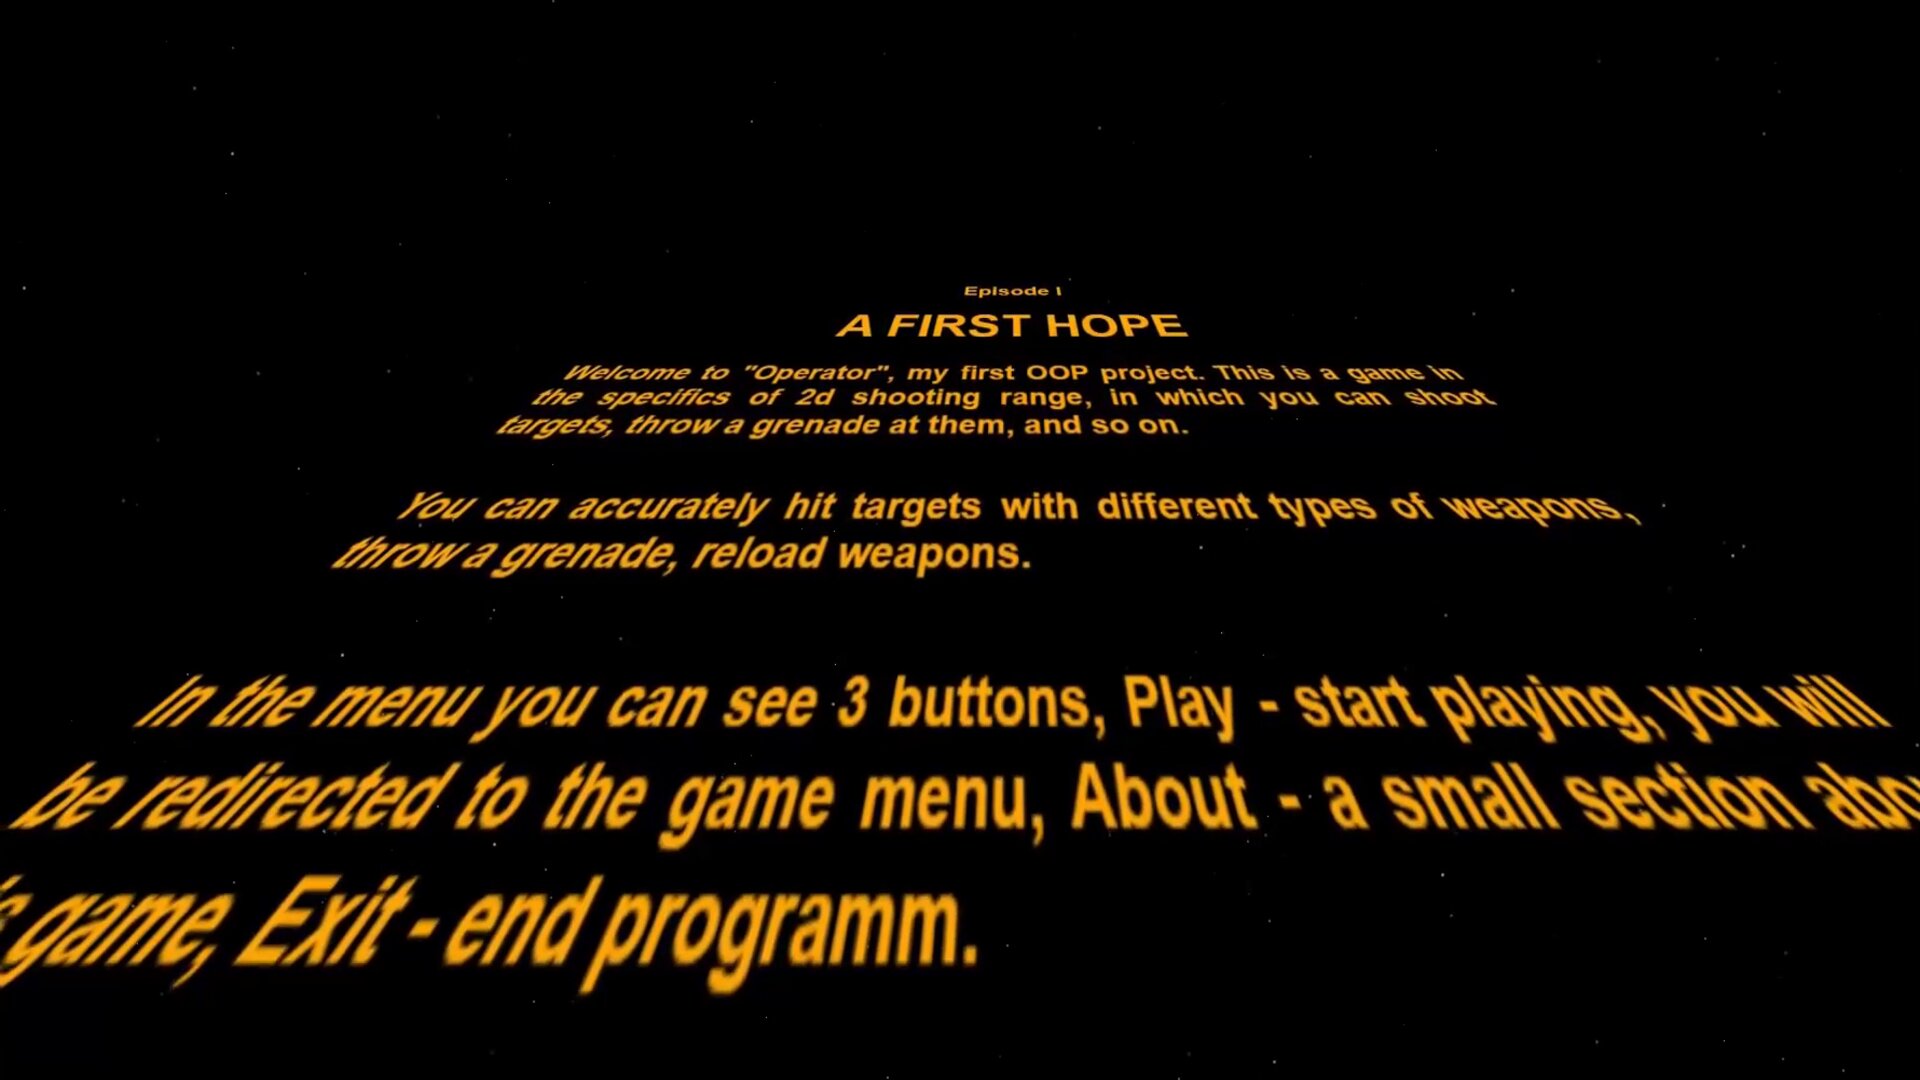 Episode I
A FIRST HOPE
Welcome to "Operator", my first OOP project. This is a game in
the specifics of 2d shooting range, in which you can shoot
targets, throw a grenade at them, and so on.
You can accurately hit targets with different types of weapons,
throw a grenade, reload weapons.
In the menu you can see 3 buttons, Play - start playing, you will
be redirected to the game menu, About - a small section
game, Exit - end programm.